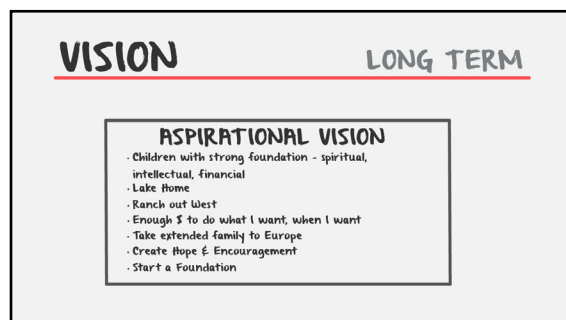 VISION
LONG TERM
ASPIRATIONAL VISION
· Children with strong foundation - spiritual,
intellectual, financial
· Lake Home
· Ranch out West
· Enough $ to do what I want, when I want
· Take extended family to Europe
· Create Hope & Encouragement
· Start a Foundation